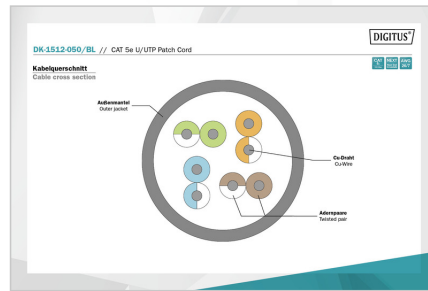 DIGITUS®
DK-1512-050/BL // CAT 5e U/UTP Patch Cord
Kabelquerschnitt
Cable cross section
Außenmantel
Outer jacket
Cu-Draht
Cu-Wire
Adernpaare
Twisted pair